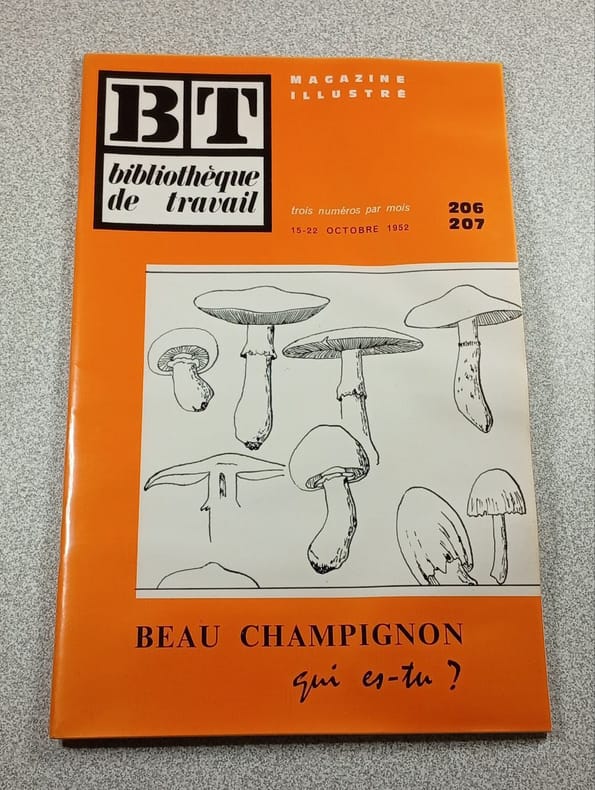 BT
bibliothèque
de travail
MAGAZINE
ILLUSTRÉ
trois numéros par mois
15-22 OCTOBRE 1952
206
207
BEAU CHAMPIGNON
qui es-tu ?